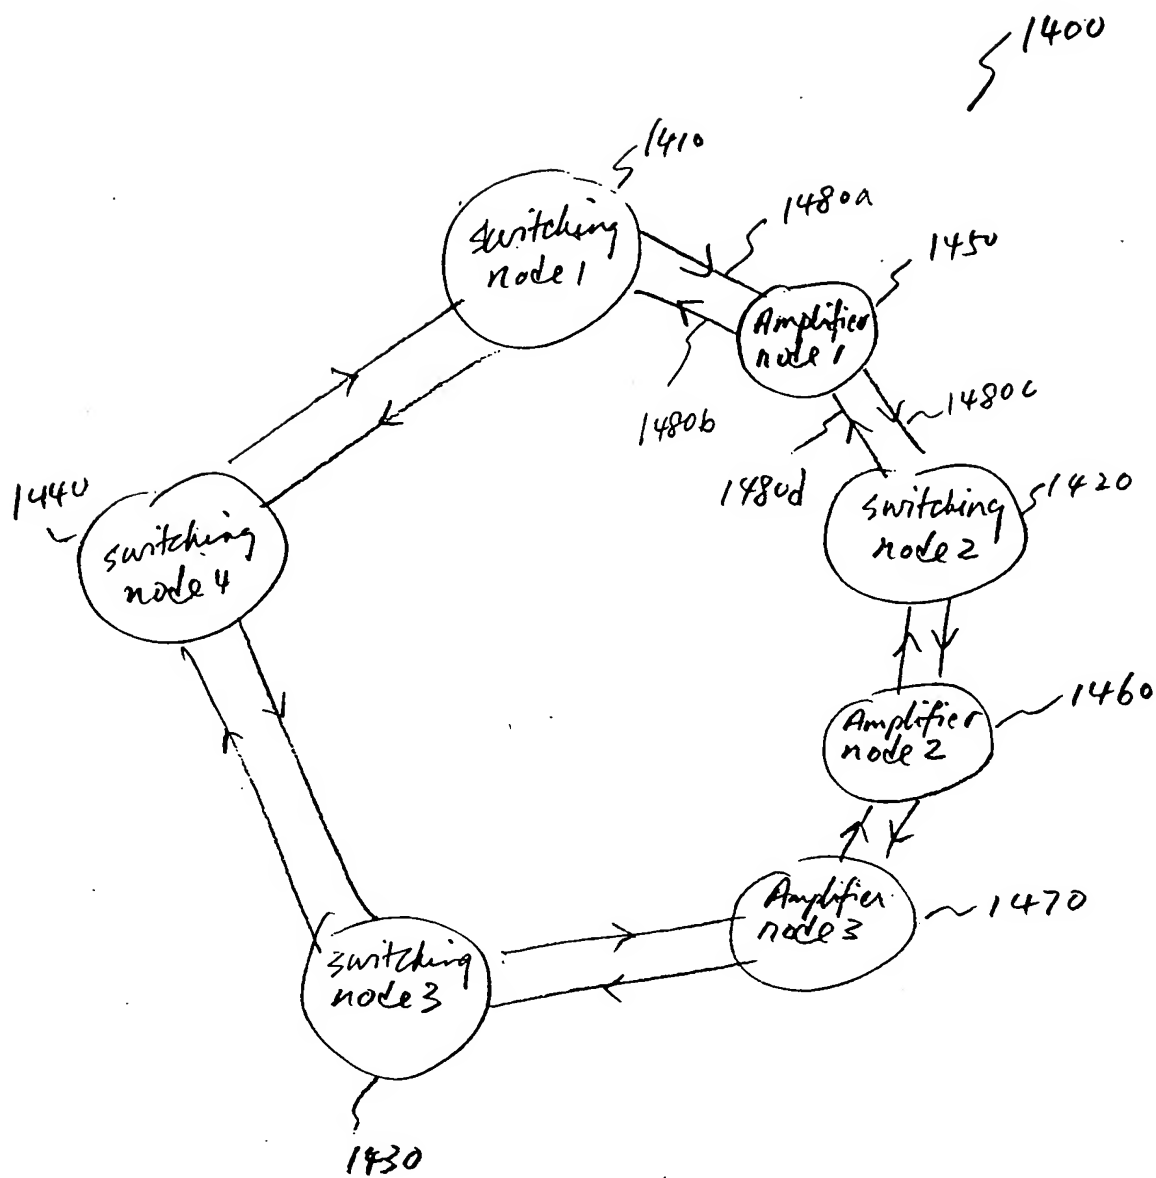 1400
1410
switching
node 1
1480a
1450
Amplifier
node 1
1480b
1480c
1480d
1440
switching
node 4
1420
switching
node 2
1460
Amplifier
node 2
Amplifier
node 3
1470
switching
node 3
1430